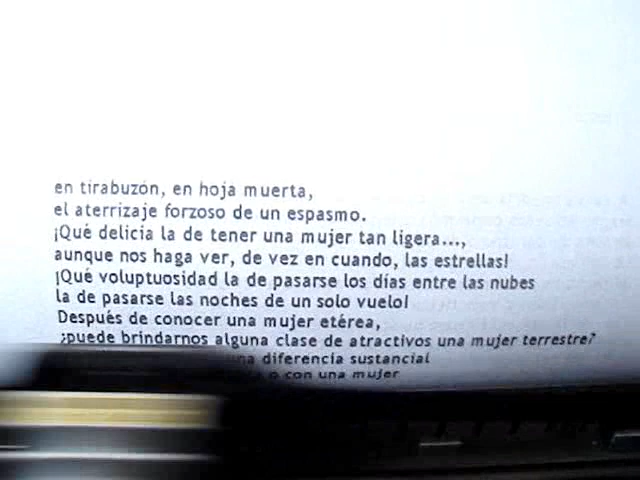 en tirabuzón, en hoja muerta,
el aterrizaje forzoso de un espasmo.
¡Qué delicia la de tener una mujer tan ligera...,
aunque nos haga ver, de vez en cuando, las estrellas!
¡Qué voluptuosidad la de pasarse los días entre las nubes
la de pasarse las noches de un solo vuelo!
Después de conocer una mujer etérea,
¿puede brindarnos alguna clase de atractivos una mujer terrestre?
una diferencia sustancial
o con una mujer